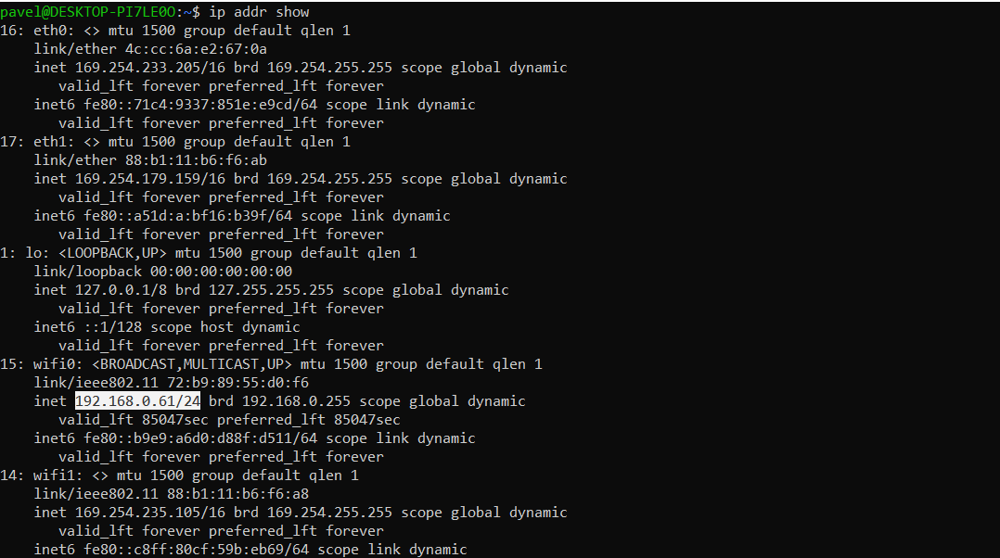 pavel@DESKTOP-PI7LE0O:~$ ip addr show
16: eth0: <> mtu 1500 group default qlen 1
link/ether 4c:cc:6a:e2:67:0a
inet 169.254.233.205/16 brd 169.254.255.255 scope global dynamic
valid_lft forever preferred_lft forever
inet6 fe80::71c4:9337:851e:e9cd/64 scope link dynamic
valid_lft forever preferred_lft forever
17: eth1: <> mtu 1500 group default qlen 1
link/ether 88:b1:11:b6:f6:ab
inet 169.254.179.159/16 brd 169.254.255.255 scope global dynamic
valid_lft forever preferred_lft forever
inet6 fe80::a51d:a:bf16:b39f/64 scope link dynamic
valid_lft forever preferred_lft forever
1: lo: <LOOPBACK,UP> mtu 1500 group default qlen 1
link/loopback 00:00:00:00:00:00
inet 127.0.0.1/8 brd 127.255.255.255 scope global dynamic
valid_lft forever preferred_lft forever
inet6 ::1/128 scope host dynamic
valid_lft forever preferred_lft forever
15: wifi0: <BROADCAST,MULTICAST,UP> mtu 1500 group default qlen 1
link/ieee802.11 72:b9:89:55:d0:f6
inet 192.168.0.61/24 brd 192.168.0.255 scope global dynamic
valid_lft 85047sec preferred_lft 85047sec
inet6 fe80::b9e9:a6d0:d88f:d511/64 scope link dynamic
valid_lft forever preferred_lft forever
14: wifi1: <> mtu 1500 group default qlen 1
link/ieee802.11 88:b1:11:b6:f6:a8
inet 169.254.235.105/16 brd 169.254.255.255 scope global dynamic
valid_lft forever preferred_lft forever
inet6 fe80::c8ff:80cf:59b:eb69/64 scope link dynamic